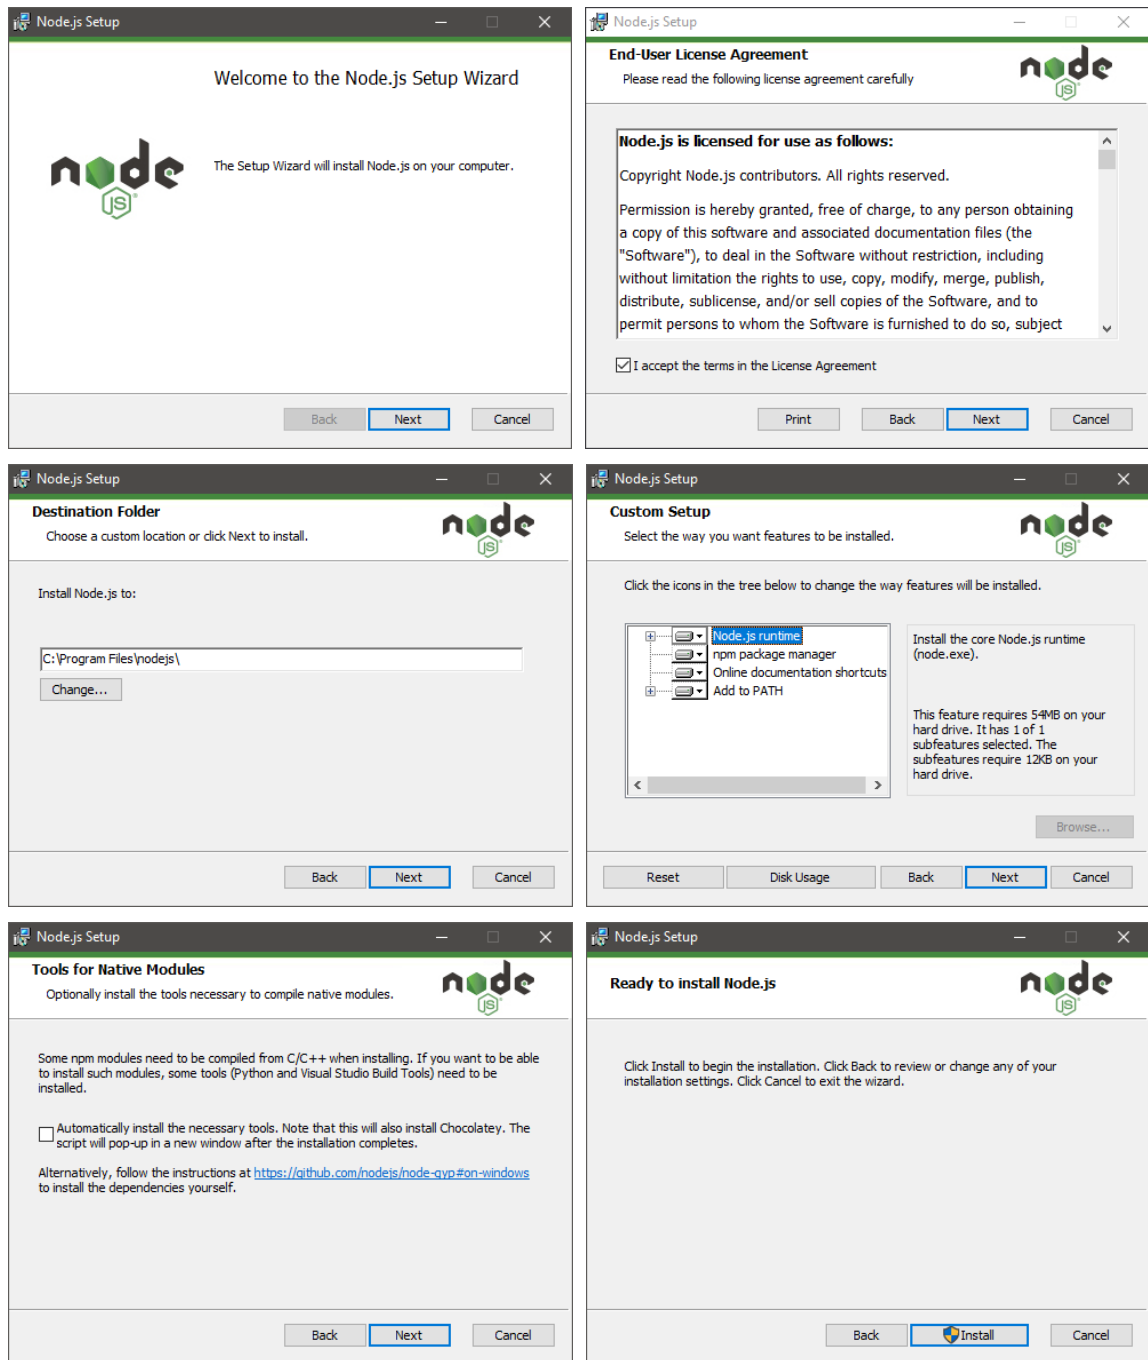 Node.js Setup
Welcome to the Node.js Setup Wizard
node
JS
The Setup Wizard will install Node.js on your computer.
Back
Next
Cancel
Node.js Setup
End-User License Agreement
Please read the following license agreement carefully
node
JS
Node.js is licensed for use as follows:
Copyright Node.js contributors. All rights reserved.
Permission is hereby granted, free of charge, to any person obtaining
a copy of this software and associated documentation files (the
"Software"), to deal in the Software without restriction, including
without limitation the rights to use, copy, modify, merge, publish,
distribute, sublicense, and/or sell copies of the Software, and to
permit persons to whom the Software is furnished to do so, subject
I accept the terms in the License Agreement
Print
Back
Next
Cancel
Node.js Setup
Destination Folder
Choose a custom location or click Next to install.
node
JS
Install Node.js to:
C:\Program Files\nodejs\
Change...
Back
Next
Cancel
Node.js Setup
Custom Setup
Select the way you want features to be installed.
node
JS
Click the icons in the tree below to change the way features will be installed.
Node.js runtime
npm package manager
Online documentation shortcuts
Add to PATH
Install the core Node.js runtime
(node.exe).
This feature requires 54MB on your
hard drive. It has 1 of 1
subfeatures selected. The
subfeatures require 12KB on your
hard drive.
Browse...
Reset
Disk Usage
Back
Next
Cancel
Node.js Setup
Tools for Native Modules
Optionally install the tools necessary to compile native modules.
node
JS
Some npm modules need to be compiled from C/C++ when installing. If you want to be able
to install such modules, some tools (Python and Visual Studio Build Tools) need to be
installed.
Automatically install the necessary tools. Note that this will also install Chocolatey. The
script will pop-up in a new window after the installation completes.
Alternatively, follow the instructions at https://github.com/nodejs/node-gyp#on-windows
to install the dependencies yourself.
Back
Next
Cancel
Node.js Setup
Ready to install Node.js
node
JS
Click Install to begin the installation. Click Back to review or change any of your
installation settings. Click Cancel to exit the wizard.
Back
Install
Cancel